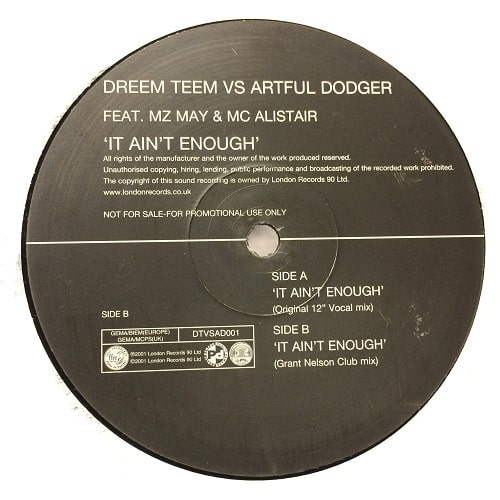 DREEM TEEM VS ARTFUL DODGER
FEAT. MZ MAY & MC ALISTAIR
‘IT AIN’T ENOUGH’
All rights of the manufacturer and the owner of the work produced reserved.
Unauthorised copying, hiring, lending, public performance and broadcasting of the recorded work prohibited.
The copyright of this sound recording is owned by London Records 90 Ltd.
www.londonrecords.co.uk
NOT FOR SALE-FOR PROMOTIONAL USE ONLY
SIDE A
‘IT AIN’T ENOUGH’
(Original 12” Vocal mix)
SIDE B
‘IT AIN’T ENOUGH’
(Grant Nelson Club mix)
SIDE B
GEMA/BIEM(EUROPE)
GEMA/MCPS(UK)
DTVSAD001
℗2001 London Records 90 Ltd
©2001 London Records 90 Ltd